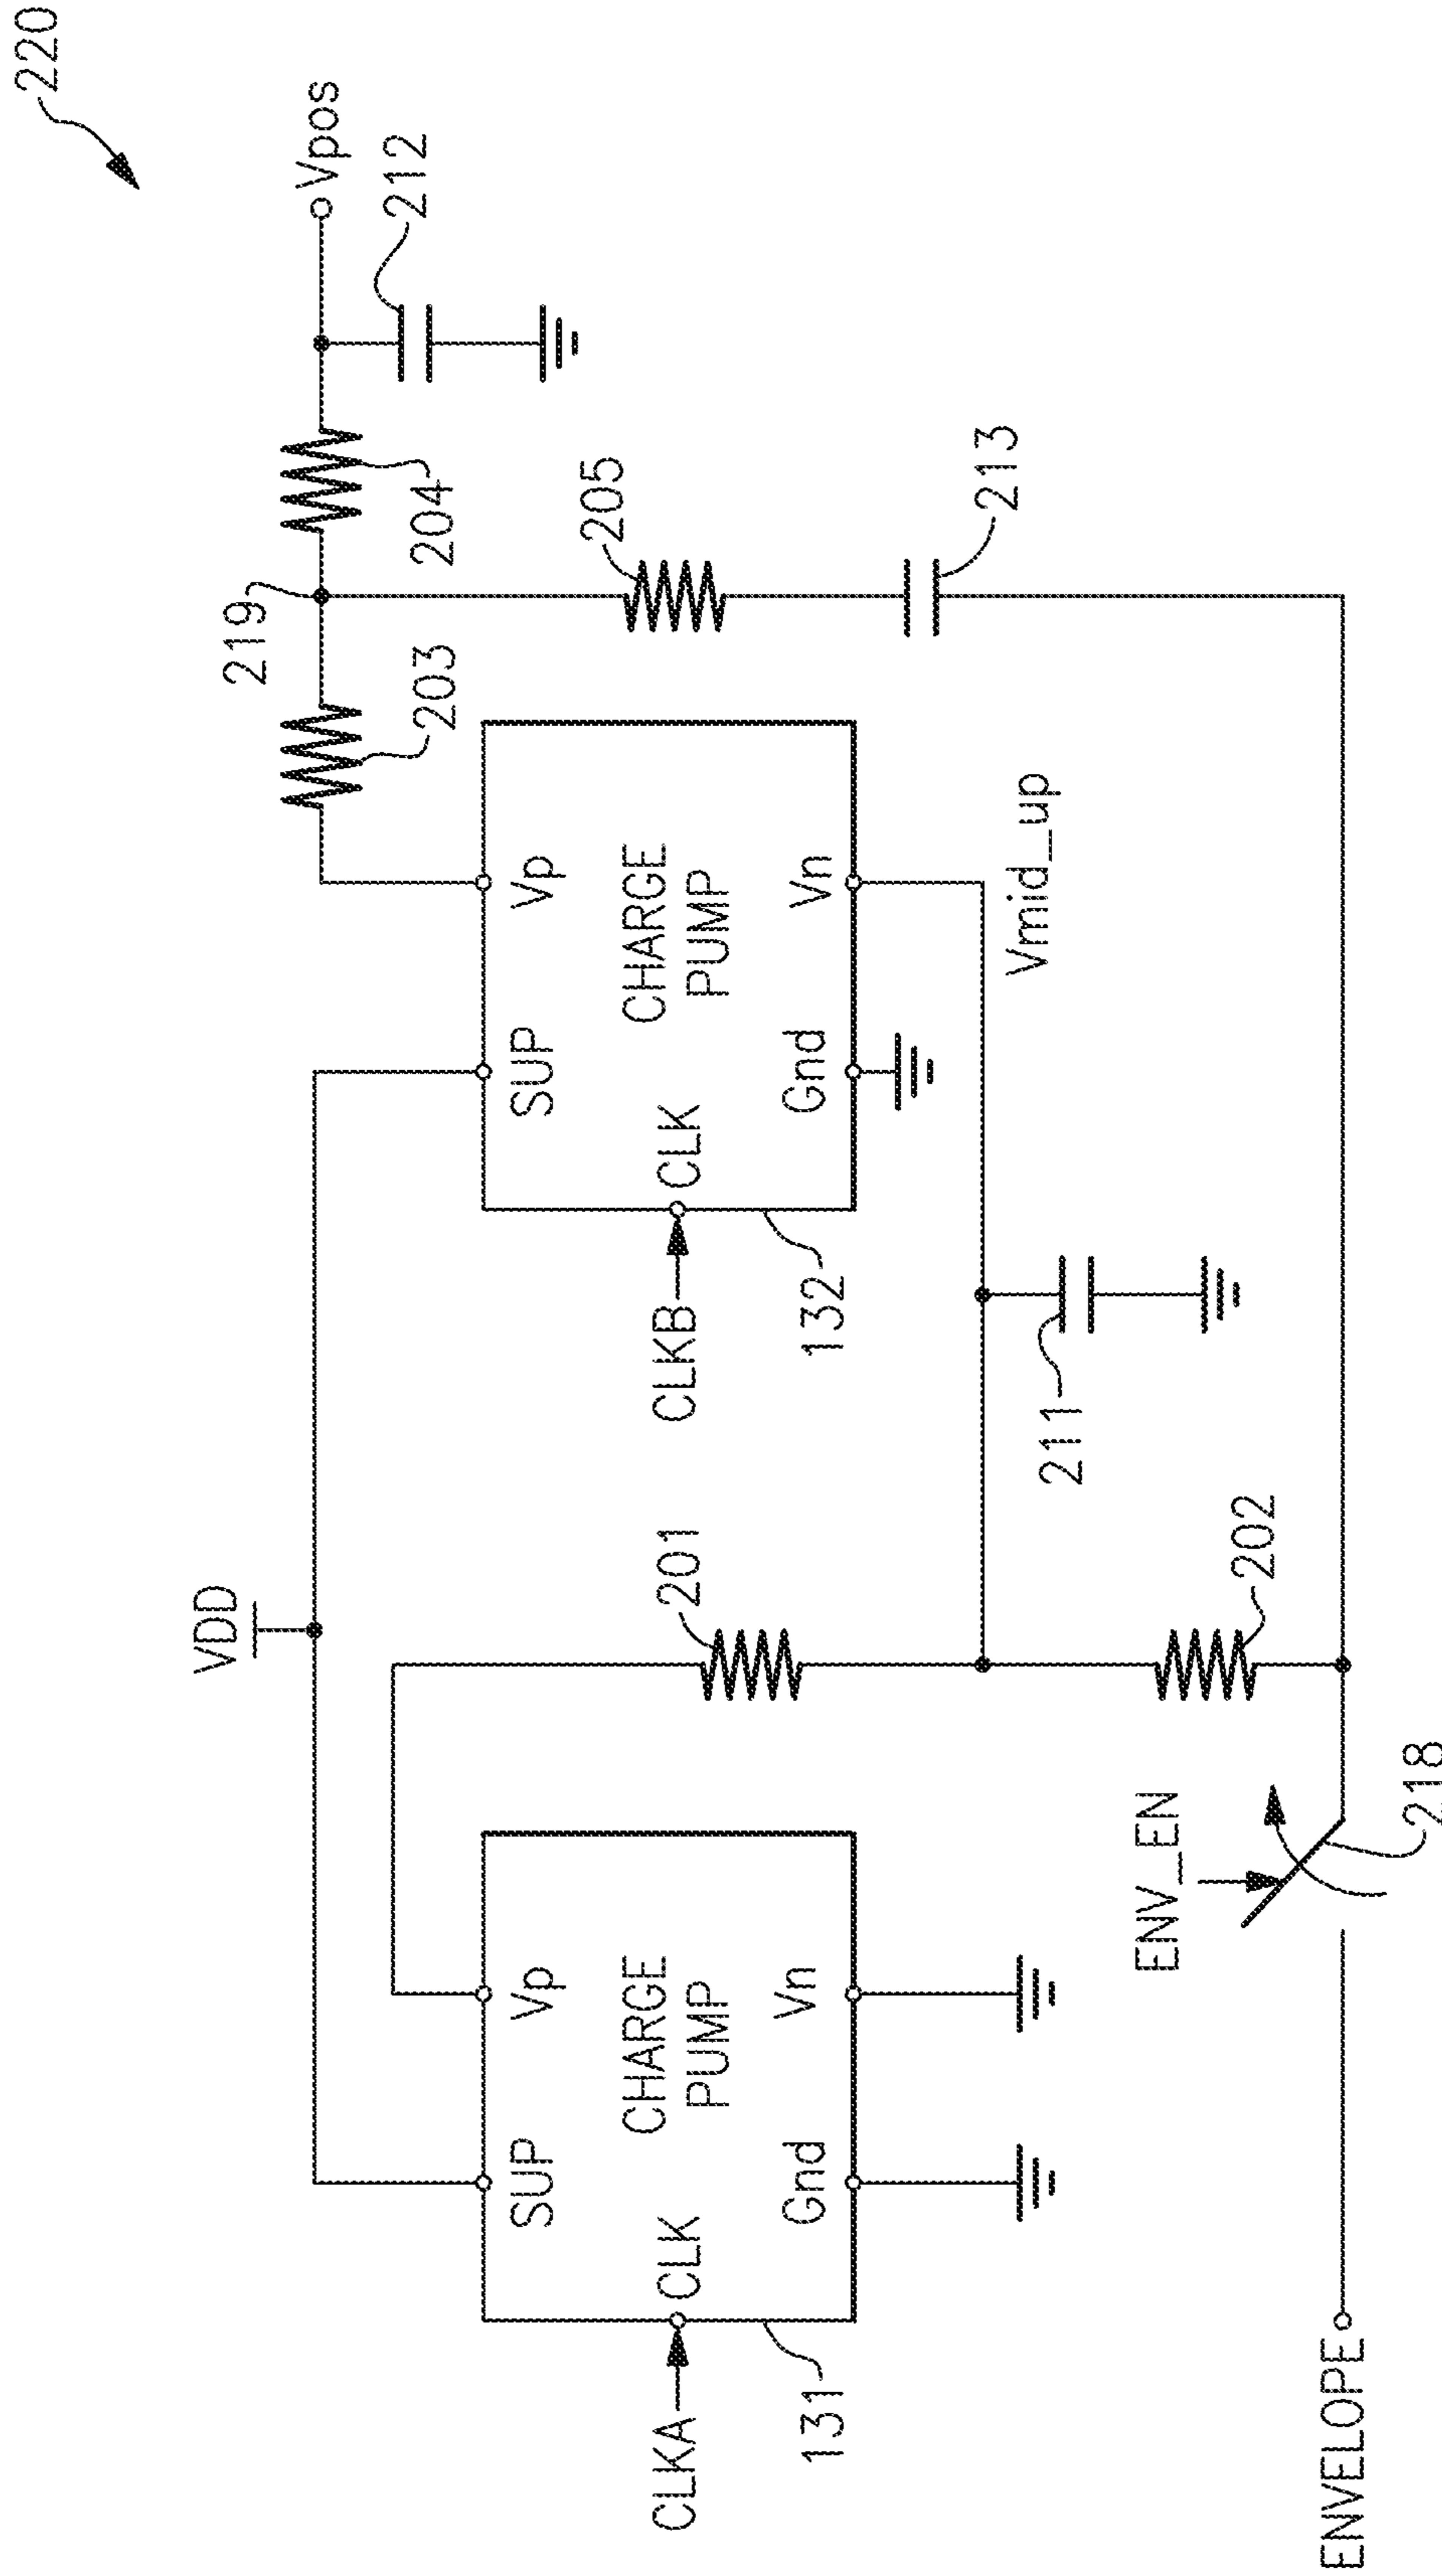 220
VDD
Vpos
219
203
204
212
SUP
Vp
SUP
Vp
201
205
CLKA
CLK
CHARGE
PUMP
CLKB
CLK
CHARGE
PUMP
Gnd
Vn
Gnd
Vn
131
132
213
Vmid_up
211
ENV_EN
202
ENVELOPE
218